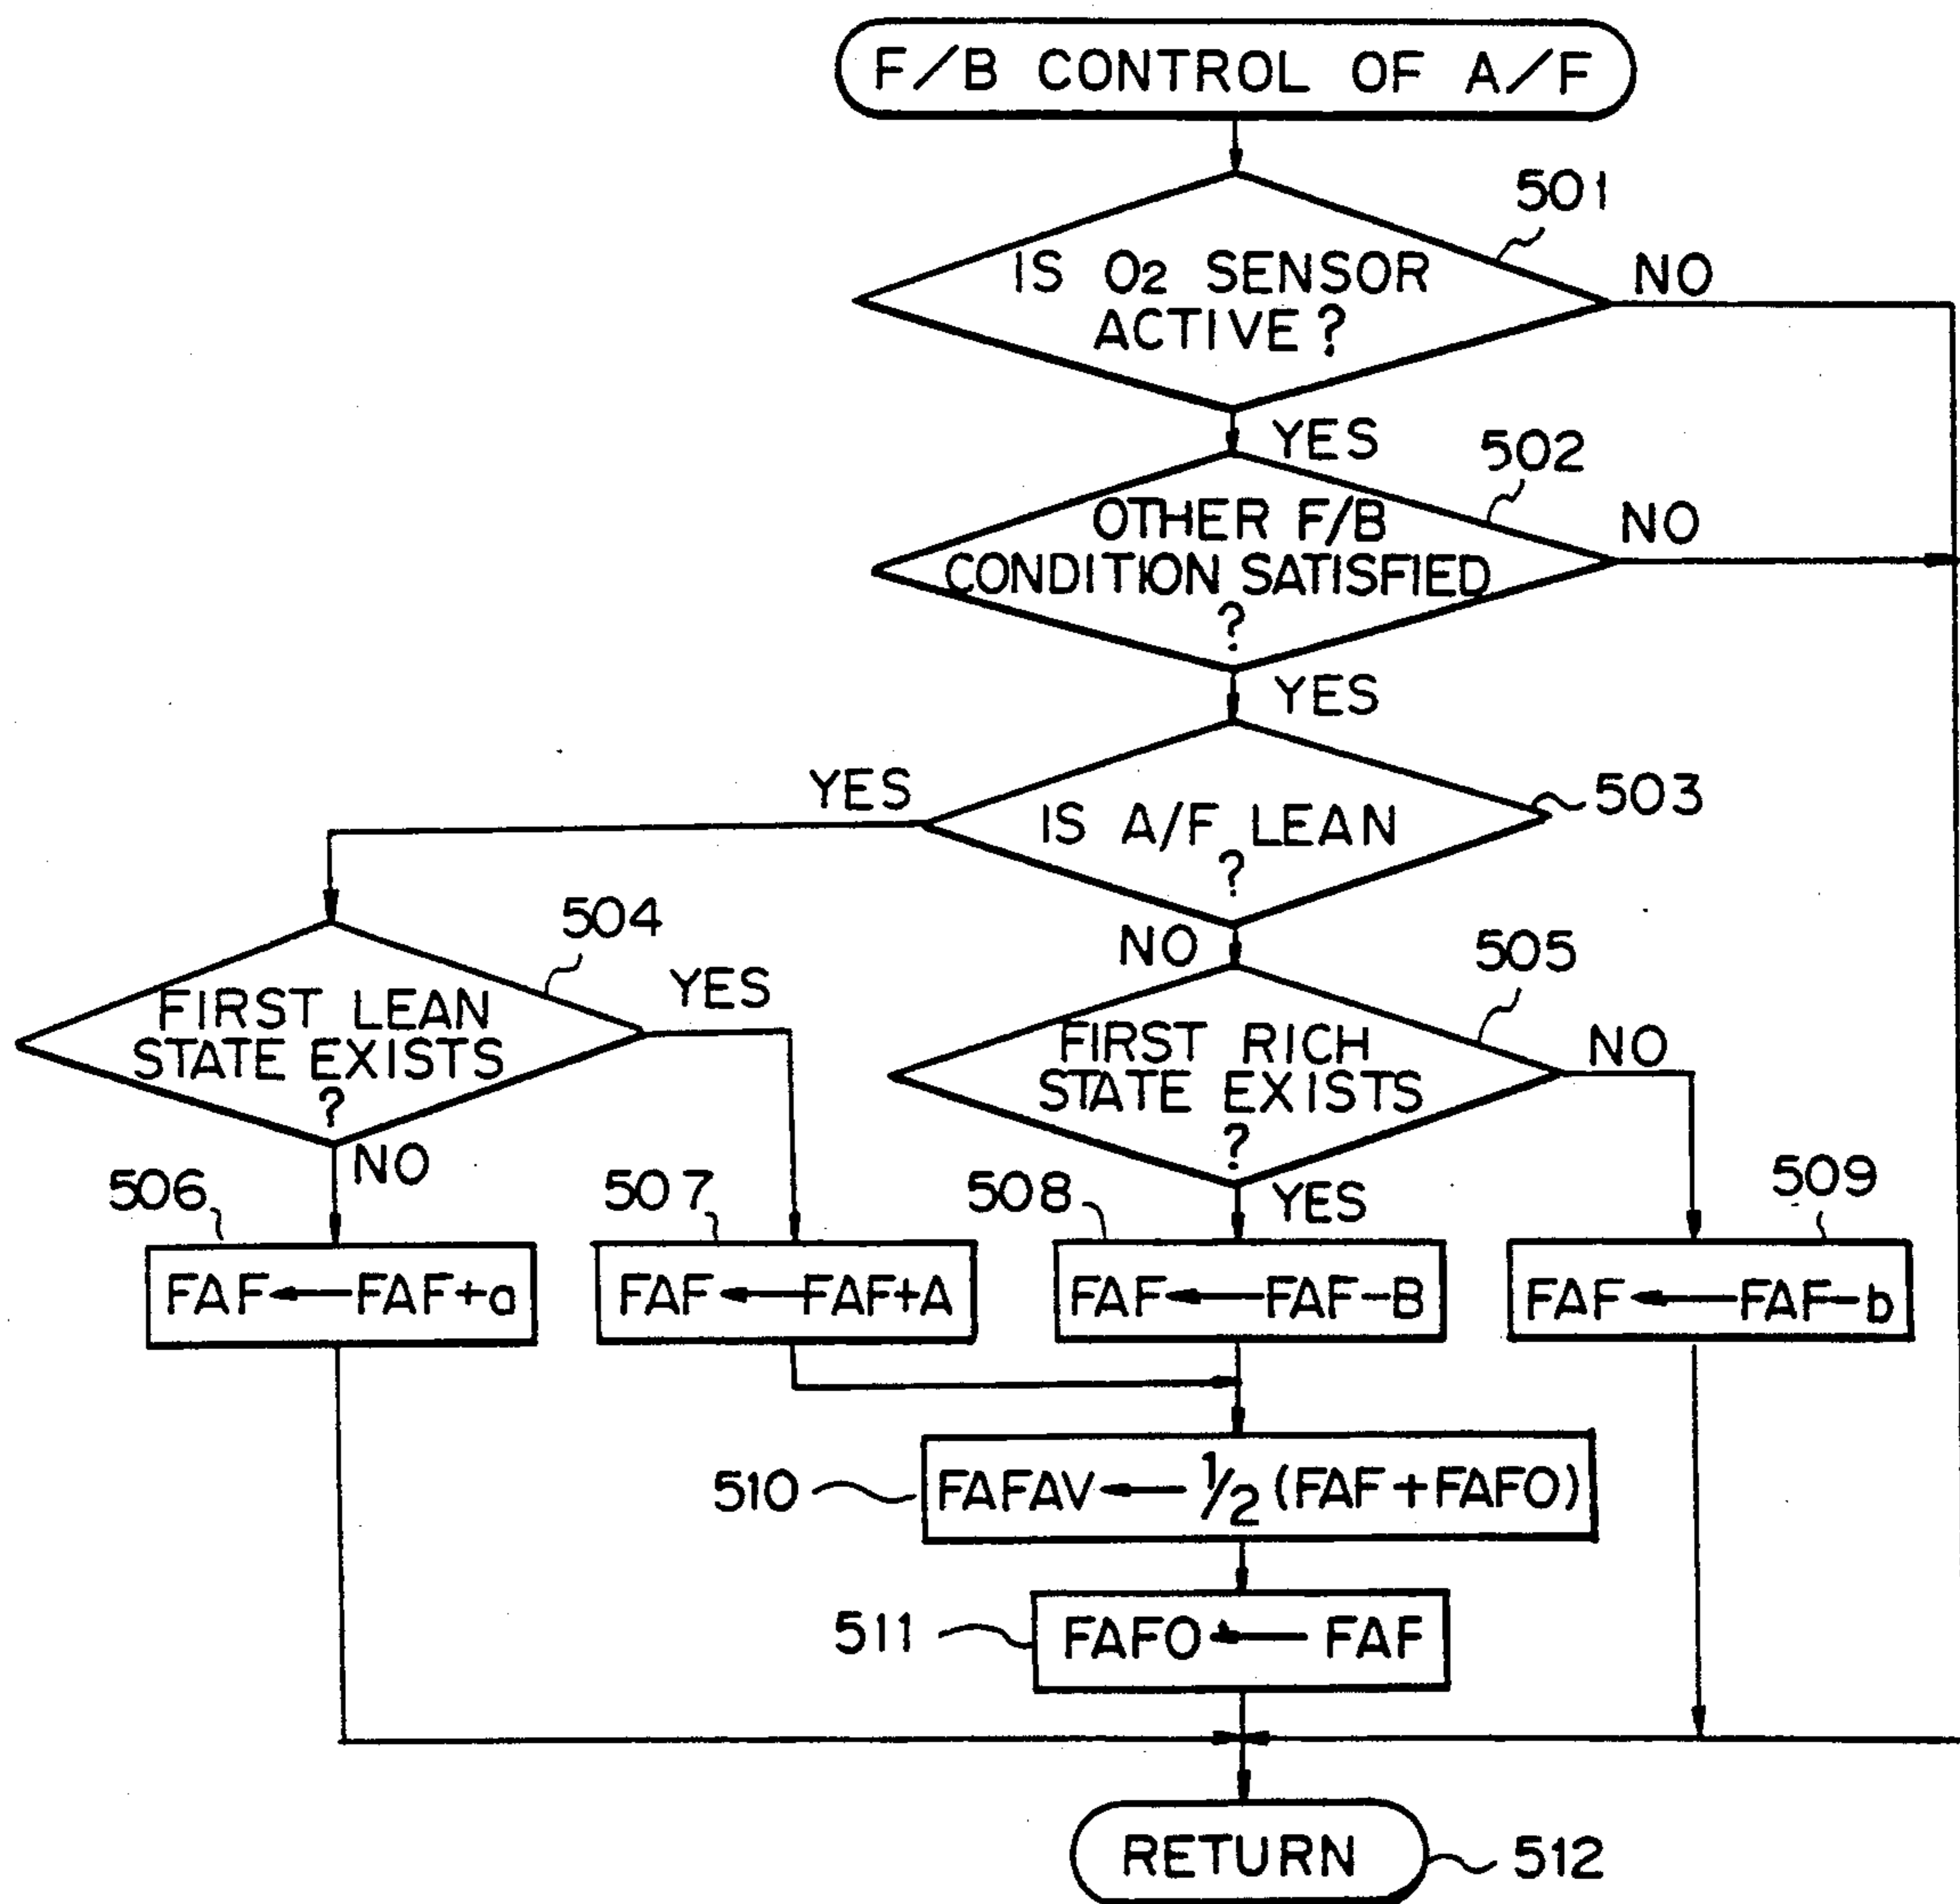 F/B CONTROL OF A/F
501
IS O2 SENSOR
ACTIVE ?
NO
YES
502
OTHER F/B
CONDITION SATISFIED
?
NO
YES
503
IS A/F LEAN
?
YES
NO
504
FIRST LEAN
STATE EXISTS
?
YES
NO
505
FIRST RICH
STATE EXISTS
?
NO
YES
506
FAF ← FAF+a
507
FAF ← FAF+A
508
FAF ← FAF−B
509
FAF ← FAF−b
510
FAFAV ← 1/2 (FAF+FAFO)
511
FAFO ← FAF
RETURN
512